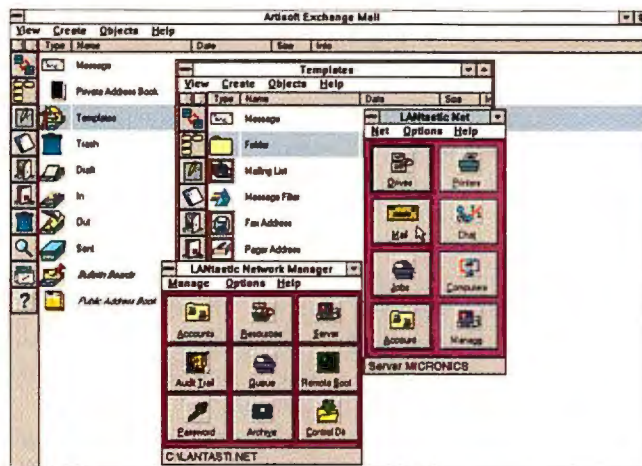 Artisoft Exchange Mail
View Create Objects Help
Type Name Date Size Info
Message
Private Address Book
Templates
Trash
Draft
In
Out
Sent
Bulletin Boards
Public Address Book
Templates
View Create Objects Help
Type Name Date Size
Message
Folder
Mailing List
Message Filter
Fax Address
Pager Address
LANtastic Net
Net Options Help
Drives Printers
Mail Chat
Jobs Computers
Account Manage
Server MICRONICS
LANtastic Network Manager
Manage Options Help
Accounts Resources Server
Audit Trail Queue Remote Boot
Password Archive Control Dir
C:\LANTASTI.NET